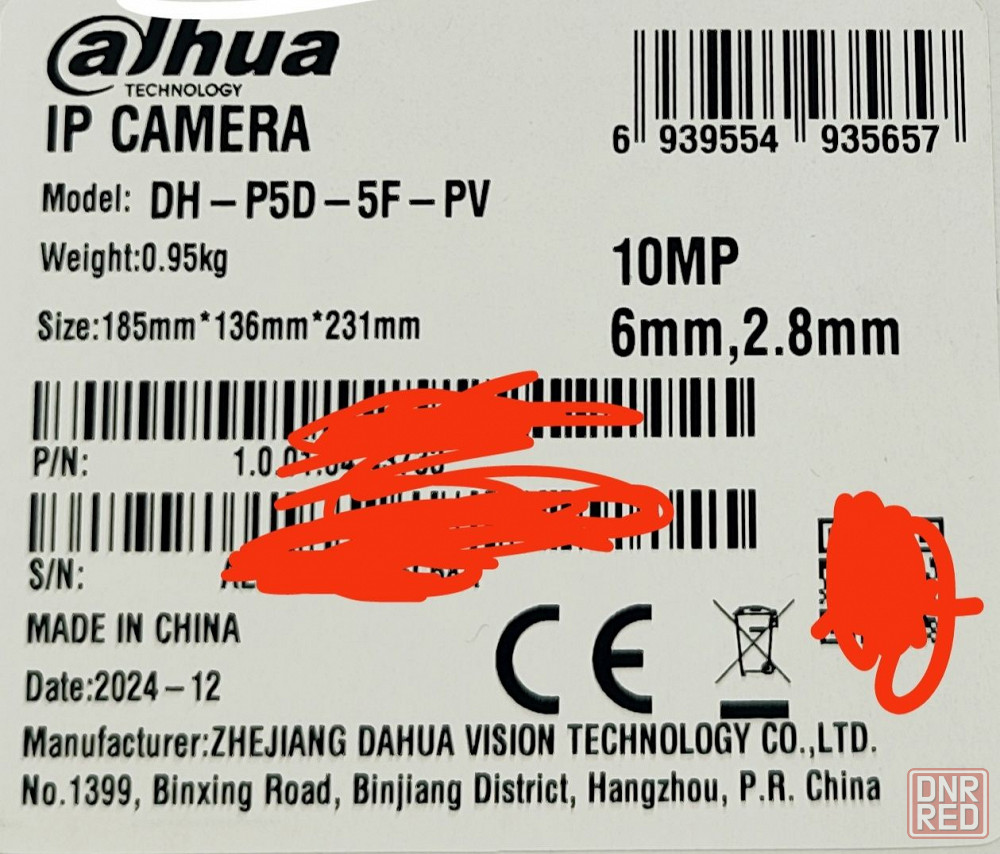 alhua
TECHNOLOGY
IP CAMERA
6 939554 935657
Model: DH-P5D-5F-PV
Weight:0.95kg
10MP
Size:185mm*136mm*231mm
6mm,2.8mm
P/N:
S/N:
MADE IN CHINA
Date:2024-12
CE
Manufacturer:ZHEJIANG DAHUA VISION TECHNOLOGY CO.,LTD.
No.1399, Binxing Road, Binjiang District, Hangzhou, P.R. China
DNR
RED